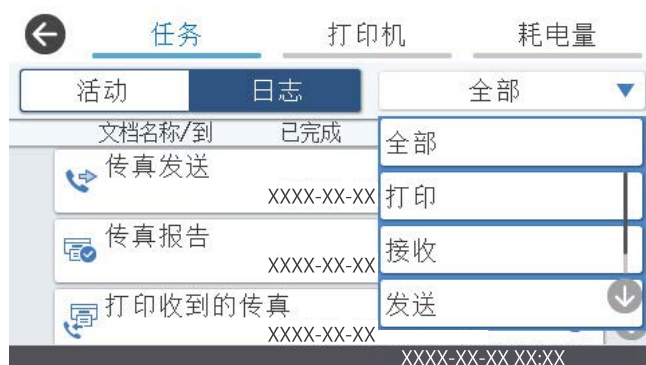 任务 打印机 耗电量
活动 日志 全部
文档名称/到 已完成
全部
传真发送
XXXX-XX-XX
打印
传真报告
XXXX-XX-XX
接收
打印收到的传真
XXXX-XX-XX
发送
XXXX-XX-XX XX:XX